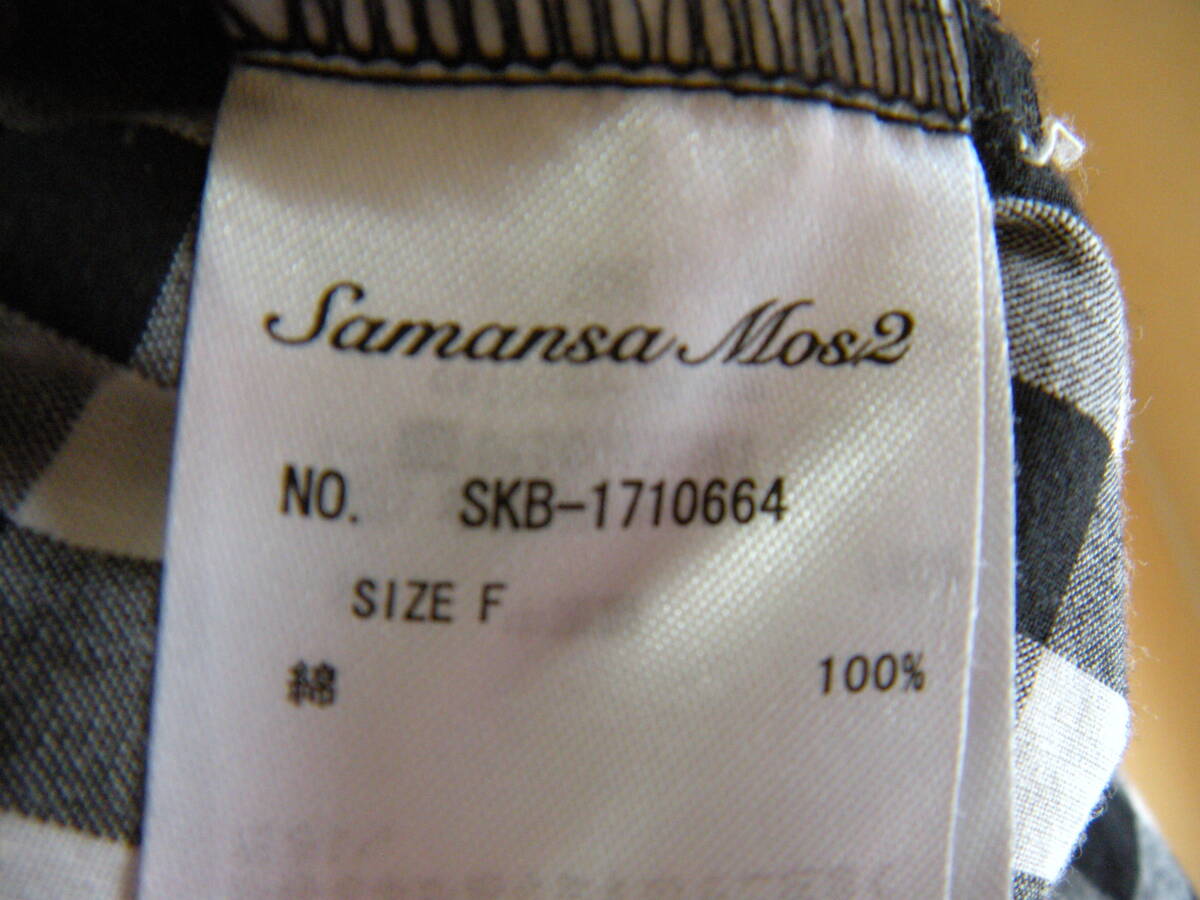 Samansa Mos2
NO. SKB-1710664
SIZE F
綿 100%